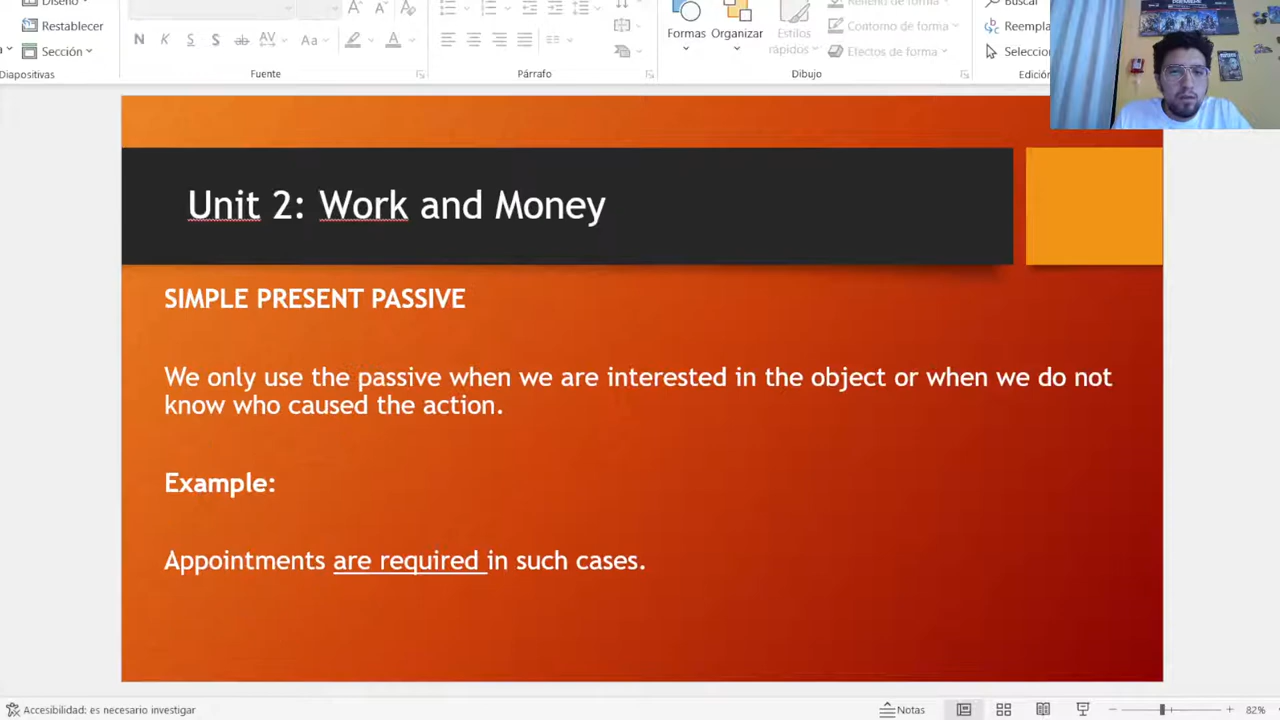 Diseño
Restablecer
Sección
Diapositivas
N K S S ab AV Aa A
Fuente
Párrafo
Formas
Organizar
Estilos
rápidos
Relleno de forma
Contorno de forma
Efectos de forma
Dibujo
Buscar
Reempla
Seleccio
Edición
Unit 2: Work and Money
SIMPLE PRESENT PASSIVE
We only use the passive when we are interested in the object or when we do not
know who caused the action.
Example:
Appointments are required in such cases.
Accesibilidad: es necesario investigar
Notas
82%